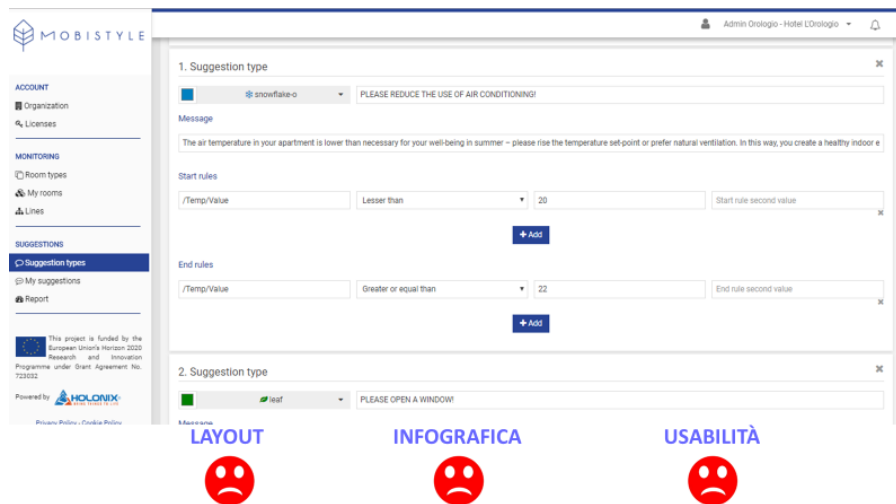 MOBISTYLE
Admin Orologio - Hotel L'Orologio
ACCOUNT
Organization
Licenses
MONITORING
Room types
My rooms
Lines
SUGGESTIONS
Suggestion types
My suggestions
Report
This project is funded by the
European Union's Horizon 2020
Research and Innovation
Programme under Grant Agreement No.
723032
Powered by HOLONIX
Privacy Policy - Cookie Policy
1. Suggestion type
snowflake-o
PLEASE REDUCE THE USE OF AIR CONDITIONING!
Message
The air temperature in your apartment is lower than necessary for your well-being in summer – please rise the temperature set-point or prefer natural ventilation. In this way, you create a healthy indoor e
Start rules
/Temp/Value Lesser than 20 Start rule second value
+ Add
End rules
/Temp/Value Greater or equal than 22 End rule second value
+ Add
2. Suggestion type
leaf
PLEASE OPEN A WINDOW!
Message
LAYOUT INFOGRAFICA USABILITÀ